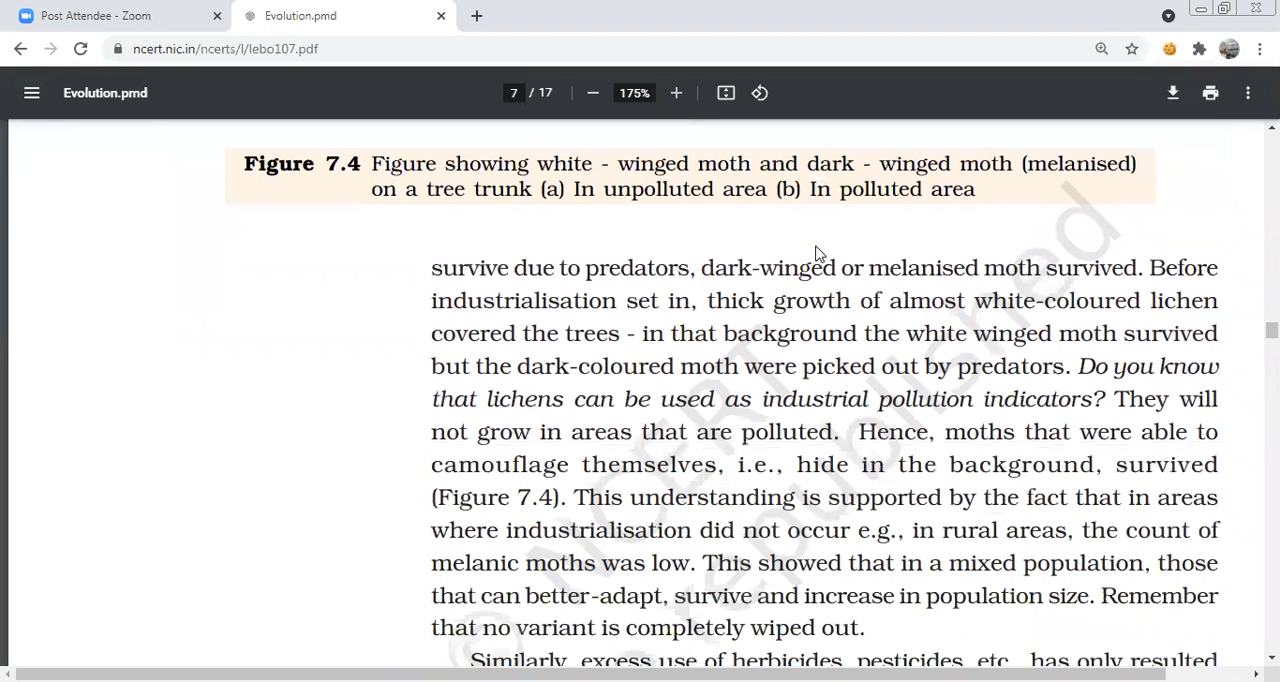 Post Attendee - Zoom
Evolution.pmd
ncert.nic.in/ncerts/l/lebo107.pdf
Evolution.pmd
7 / 17
175%
Figure 7.4 Figure showing white - winged moth and dark - winged moth (melanised)
on a tree trunk (a) In unpolluted area (b) In polluted area
survive due to predators, dark-winged or melanised moth survived. Before
industrialisation set in, thick growth of almost white-coloured lichen
covered the trees - in that background the white winged moth survived
but the dark-coloured moth were picked out by predators. Do you know
that lichens can be used as industrial pollution indicators? They will
not grow in areas that are polluted. Hence, moths that were able to
camouflage themselves, i.e., hide in the background, survived
(Figure 7.4). This understanding is supported by the fact that in areas
where industrialisation did not occur e.g., in rural areas, the count of
melanic moths was low. This showed that in a mixed population, those
that can better-adapt, survive and increase in population size. Remember
that no variant is completely wiped out.
Similarly, excess use of herbicides, pesticides, etc., has only resulted
© NCERT
republished